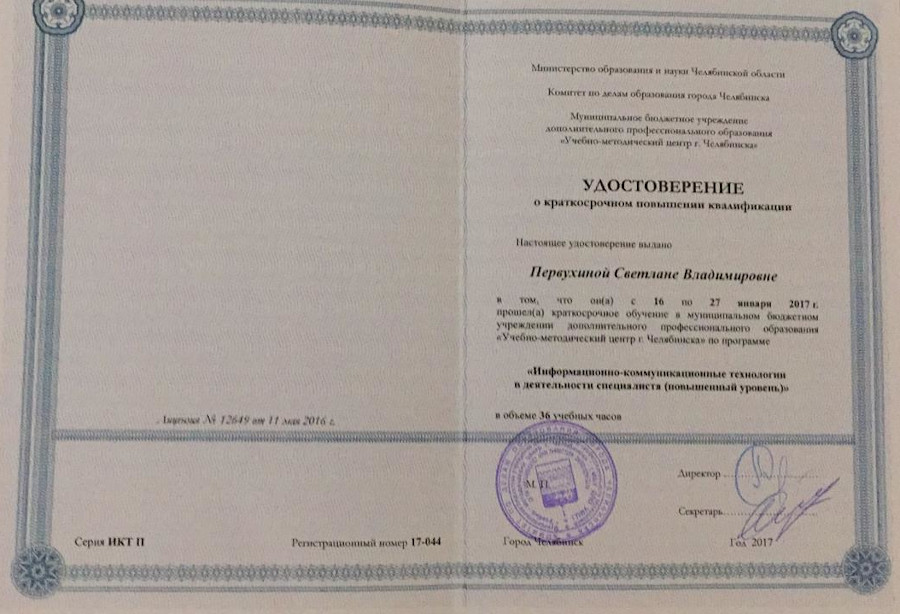 Министерство образования и науки Челябинской области
Комитет по делам образования города Челябинска
Муниципальное бюджетное учреждение
дополнительного профессионального образования
«Учебно-методический центр г. Челябинска»
УДОСТОВЕРЕНИЕ
о краткосрочном повышении квалификации
Настоящее удостоверение выдано
Первухиной Светлане Владимировне
в том, что он(а) с 16 по 27 января 2017 г.
прошел(а) краткосрочное обучение в муниципальном бюджетном
учреждении дополнительного профессионального образования
«Учебно-методический центр г. Челябинска» по программе
«Информационно-коммуникационные технологии
в деятельности специалиста (повышенный уровень)»
в объеме 36 учебных часов
Лицензия № 12649 от 11 мая 2016 г.
М. П.
Директор
Секретарь
Серия ИКТ П
Регистрационный номер 17-044
Город Челябинск
Год 2017